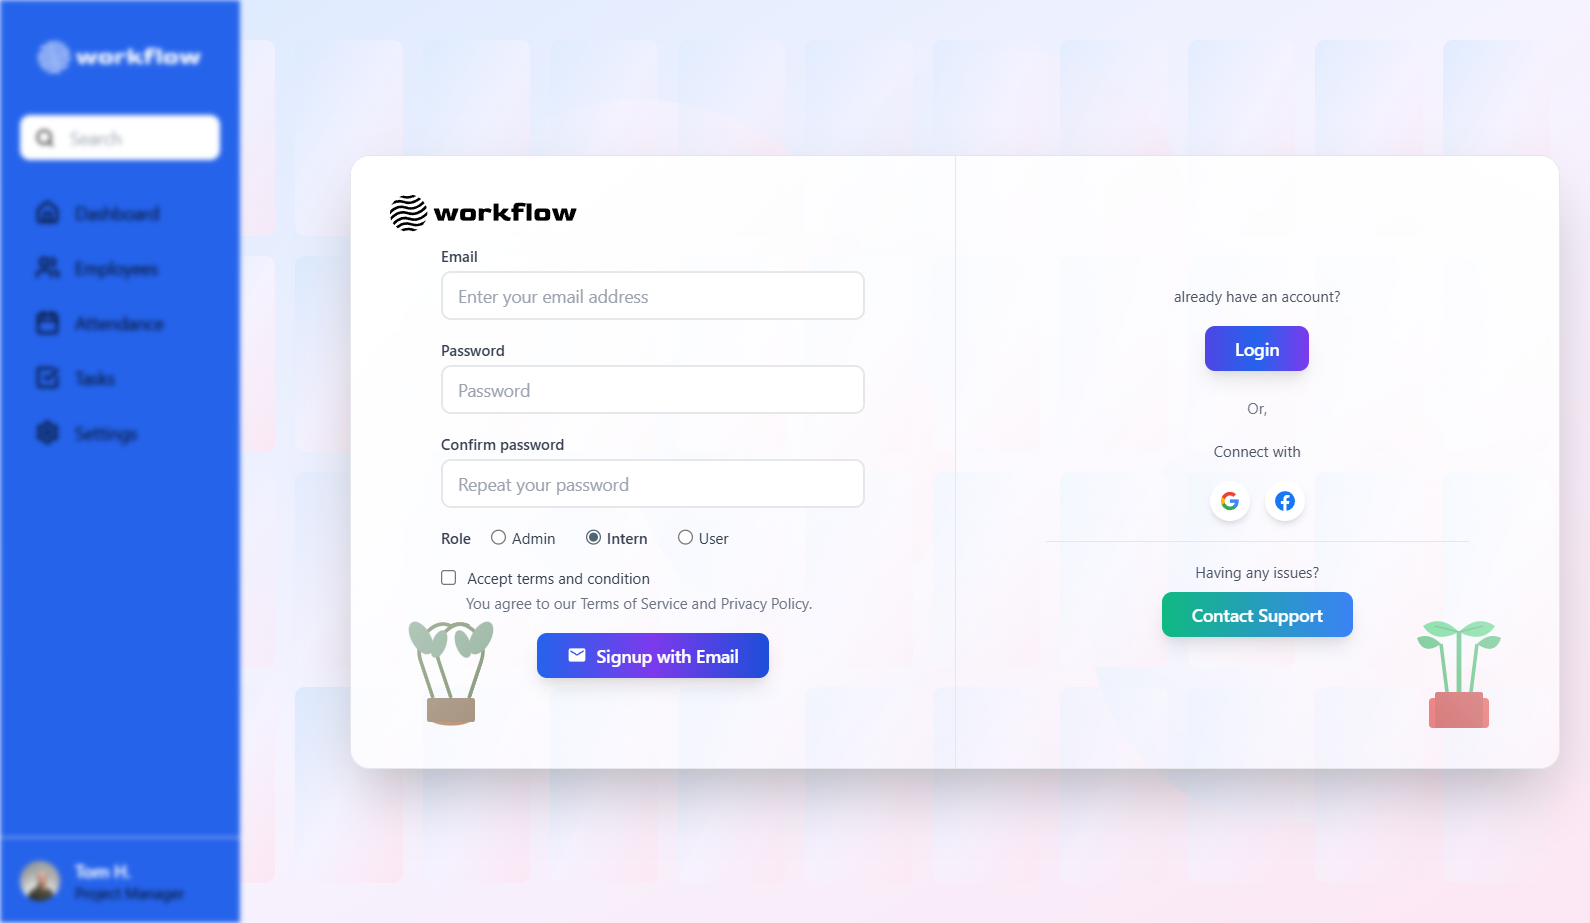 workflow
Search
Dashboard
Employees
Attendance
Tasks
Settings
Tom H.
Project Manager
workflow
Email
Enter your email address
Password
Password
Confirm password
Repeat your password
Role Admin Intern User
Accept terms and condition
You agree to our Terms of Service and Privacy Policy.
Signup with Email
already have an account?
Login
Or,
Connect with
Having any issues?
Contact Support